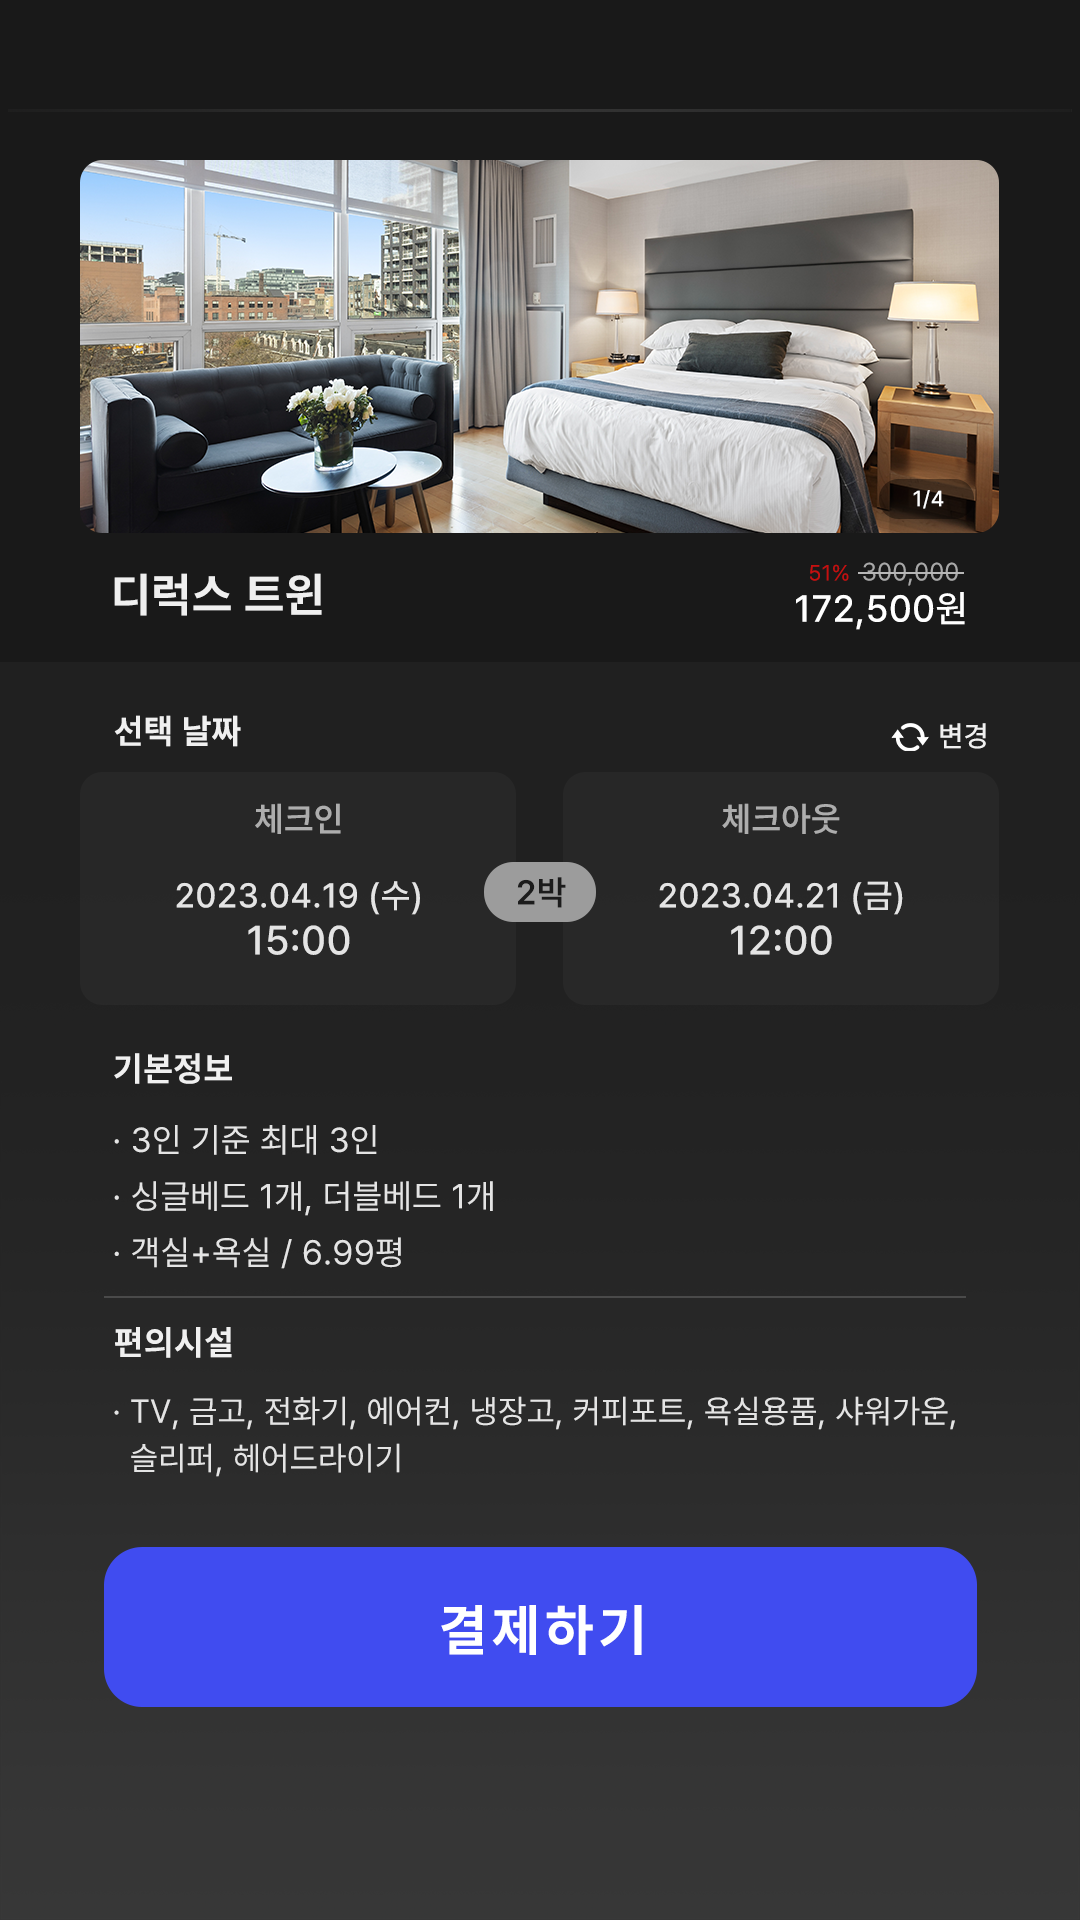 1/4
디럭스 트윈
51% 300,000
172,500원
선택 날짜
변경
체크인
2023.04.19 (수)
15:00
2박
체크아웃
2023.04.21 (금)
12:00
기본정보
· 3인 기준 최대 3인
· 싱글베드 1개, 더블베드 1개
· 객실+욕실 / 6.99평
편의시설
· TV, 금고, 전화기, 에어컨, 냉장고, 커피포트, 욕실용품, 샤워가운,
슬리퍼, 헤어드라이기
결제하기